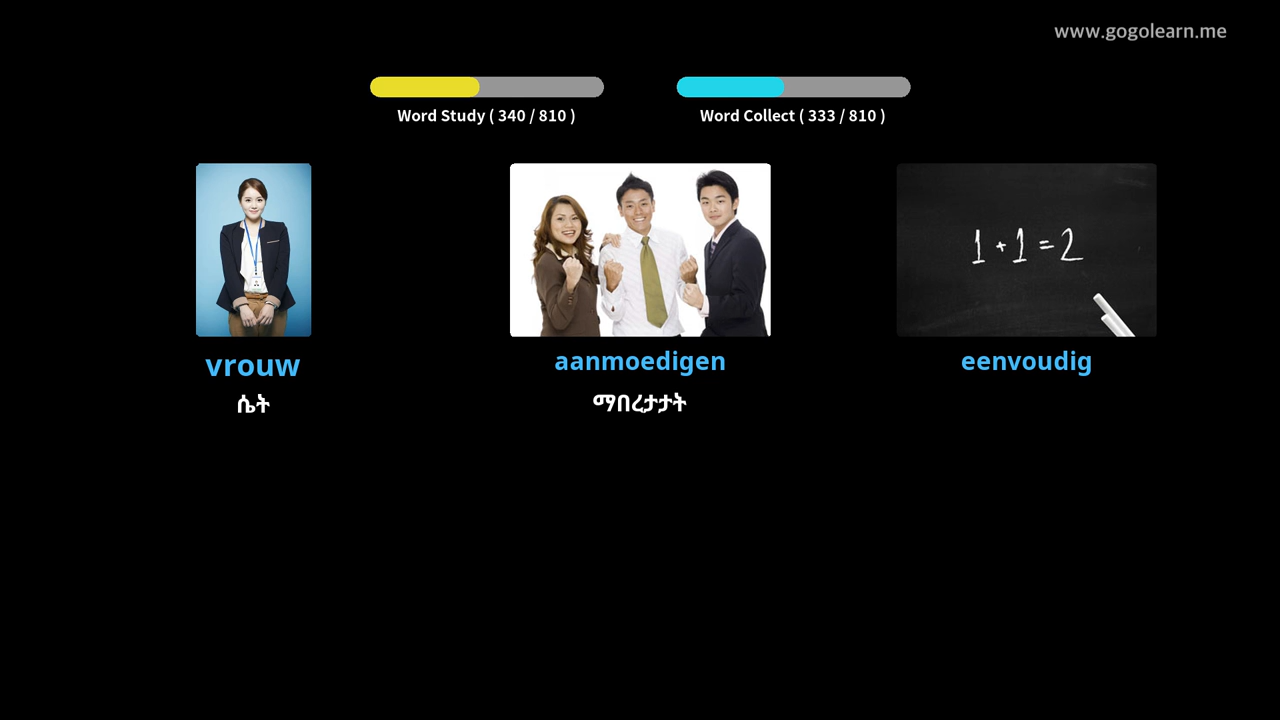 www.gogolearn.me
Word Study ( 340 / 810 )
Word Collect ( 333 / 810 )
1 + 1 = 2
vrouw
aanmoedigen
eenvoudig
ሴት
ማበረታታት